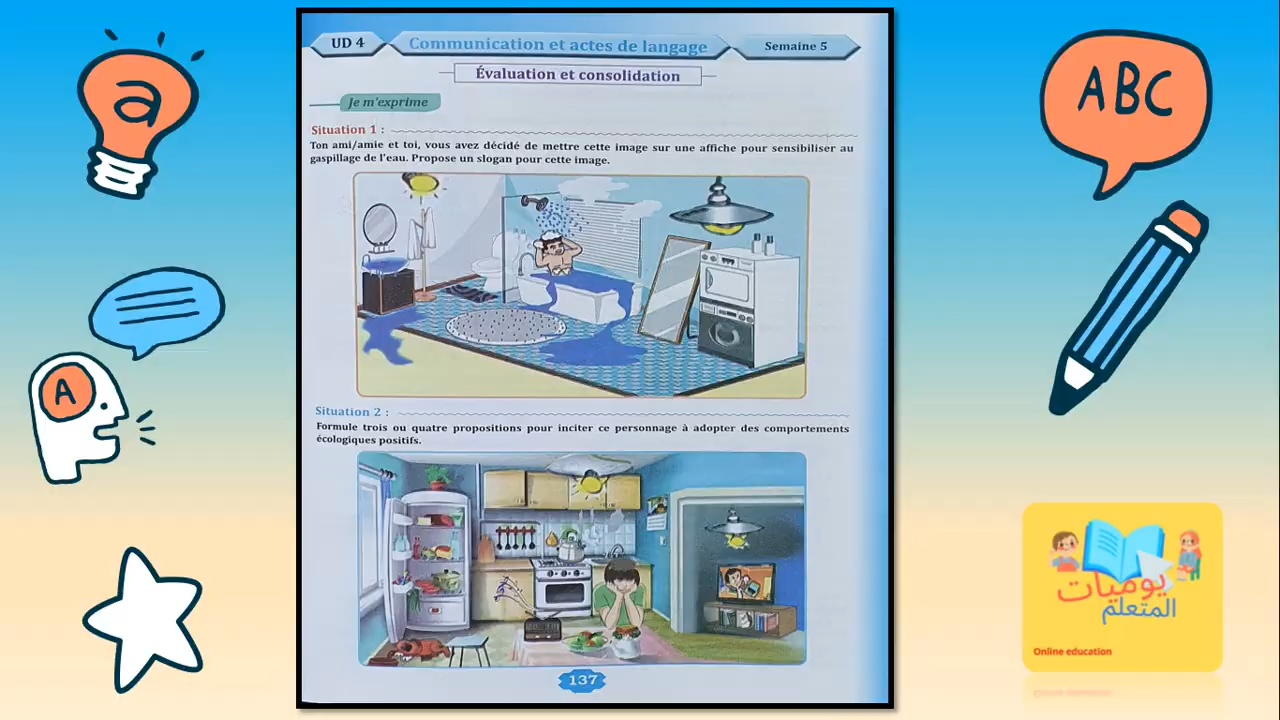 UD 4
Communication et actes de langage
Semaine 5
Évaluation et consolidation
Je m'exprime
Situation 1 :
Ton ami/amie et toi, vous avez décidé de mettre cette image sur une affiche pour sensibiliser au
gaspillage de l'eau. Propose un slogan pour cette image.
Situation 2 :
Formule trois ou quatre propositions pour inciter ce personnage à adopter des comportements
écologiques positifs.
137
a
A
ABC
يوميات
المتعلم
Online education